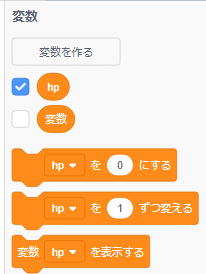 変数
変数を作る
hp
変数
hp を 0 にする
hp を 1 ずつ変える
変数 hp を表示する